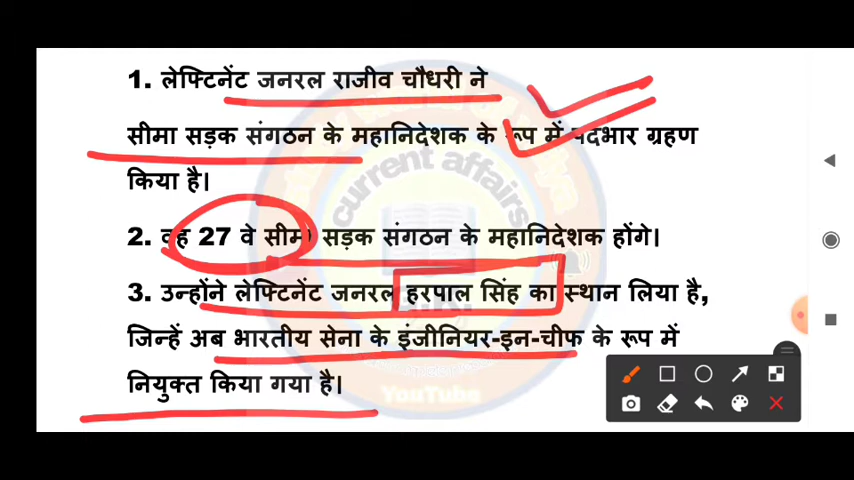 1. लेफ्टिनेंट जनरल राजीव चौधरी ने
सीमा सड़क संगठन के महानिदेशक के रूप में पदभार ग्रहण
किया है।
2. वह 27 वे सीमा सड़क संगठन के महानिदेशक होंगे।
3. उन्होंने लेफ्टिनेंट जनरल हरपाल सिंह का स्थान लिया है,
जिन्हें अब भारतीय सेना के इंजीनियर-इन-चीफ के रूप में
नियुक्त किया गया है।
current affairs
G.K.
YouTube